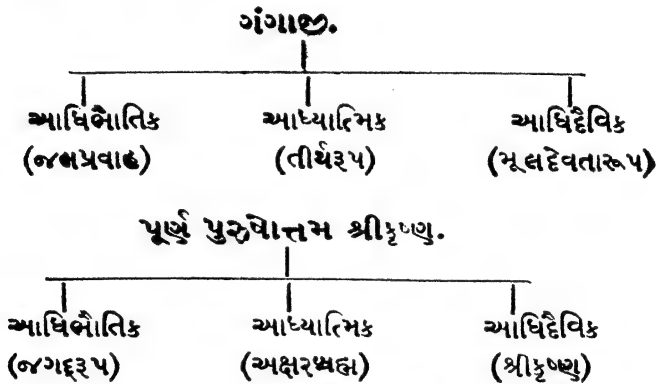 ગંગાજી.
આધિભૈતિક આધ્યાત્મિક આધિદૈવિક
(જલપ્રવાહ) (તીર્થરૂપ) (મૂલદેવતારૂપ)
પૂર્ણ પુરુષોત્તમ શ્રીકૃષ્ણ.
આધિભૌતિક આધ્યાત્મિક આધિદૈવિક
(જગદ્રૂપ) (અક્ષરબ્રહ્મ) (શ્રીકૃષ્ણ)